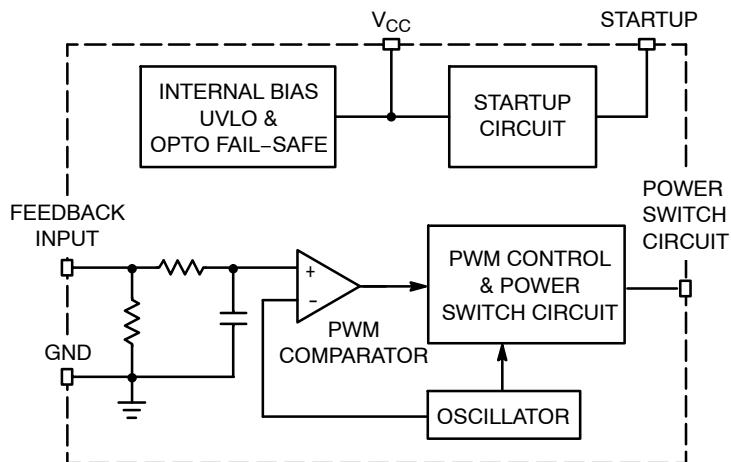 VCC
STARTUP
INTERNAL BIAS
UVLO &
OPTO FAIL–SAFE
STARTUP
CIRCUIT
POWER
SWITCH
CIRCUIT
FEEDBACK
INPUT
+
–
PWM
COMPARATOR
PWM CONTROL
& POWER
SWITCH CIRCUIT
GND
OSCILLATOR